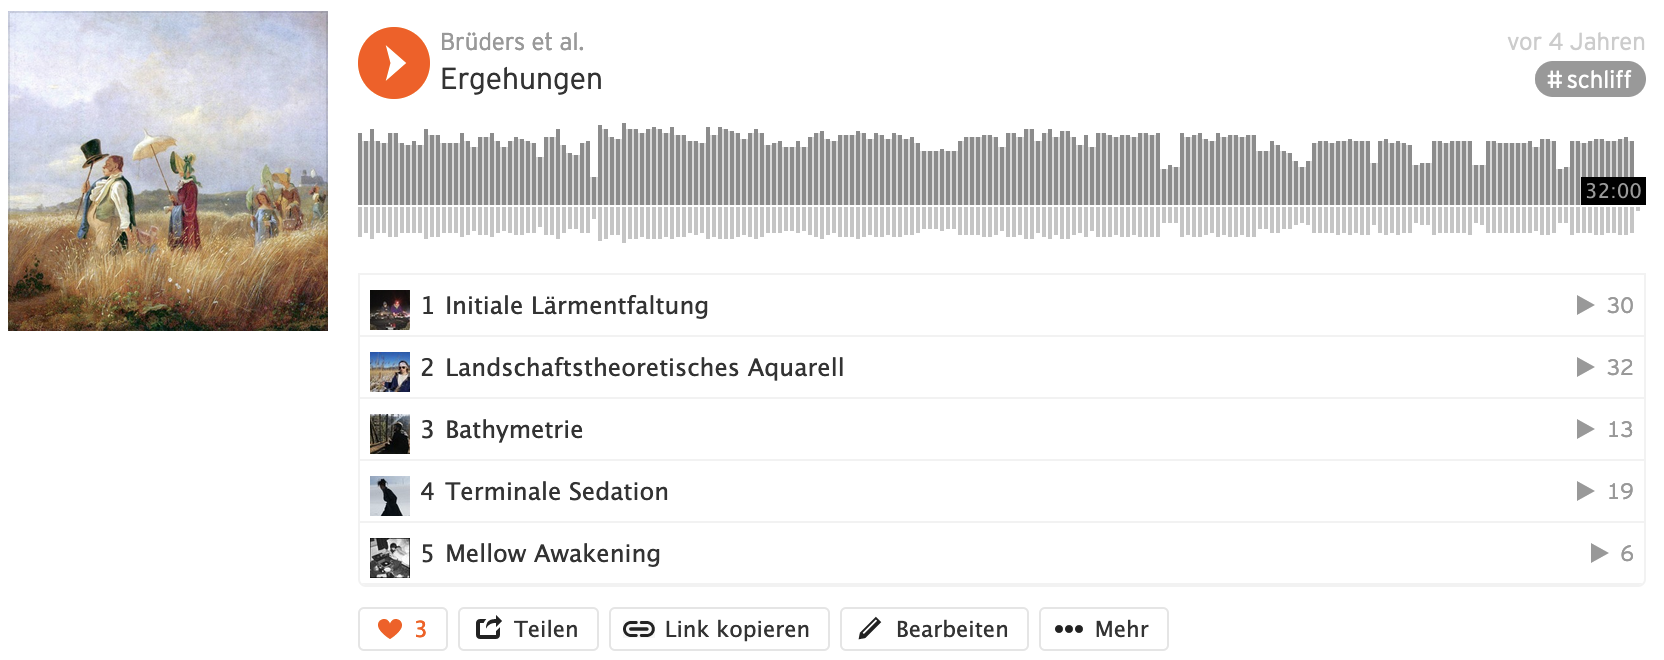 Brüders et al.
Ergehungen
vor 4 Jahren
# schliff
32:00
1 Initiale Lärmentfaltung 30
2 Landschaftstheoretisches Aquarell 32
3 Bathymetrie 13
4 Terminale Sedation 19
5 Mellow Awakening 6
3 Teilen Link kopieren Bearbeiten Mehr